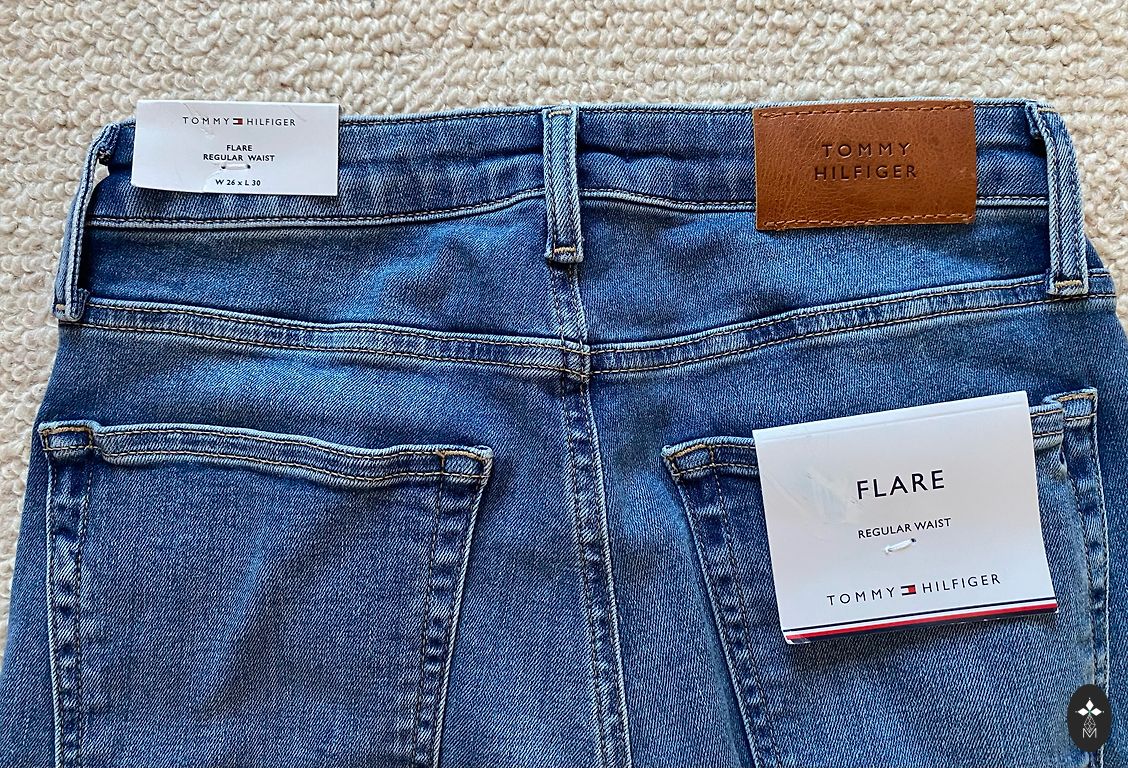 TOMMY HILFIGER
FLARE
REGULAR WAIST
W 26 x L 30
TOMMY
HILFIGER
FLARE
REGULAR WAIST
TOMMY HILFIGER
M